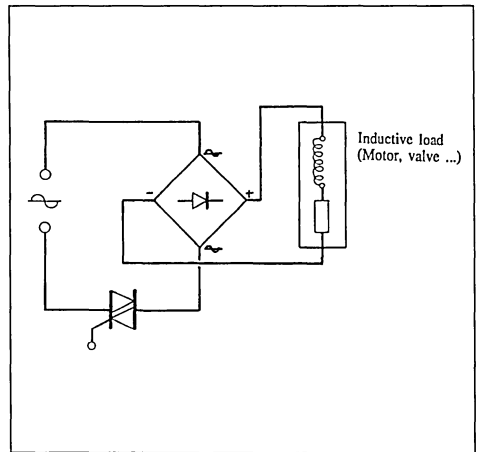 Inductive load
(Motor, valve ...)
- +